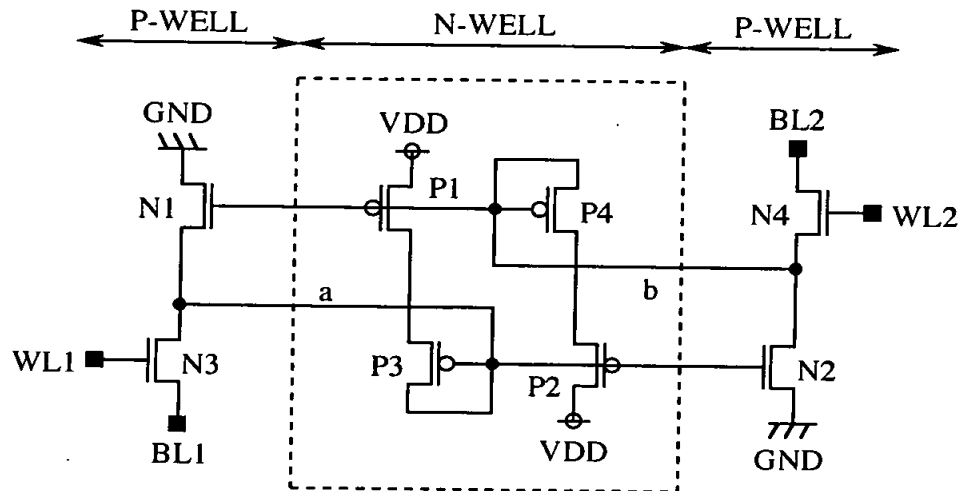 P-WELL N-WELL P-WELL
GND VDD BL2
N1 P1 P4 N4 WL2
a b
WL1 N3 P3 P2 N2
BL1 VDD GND